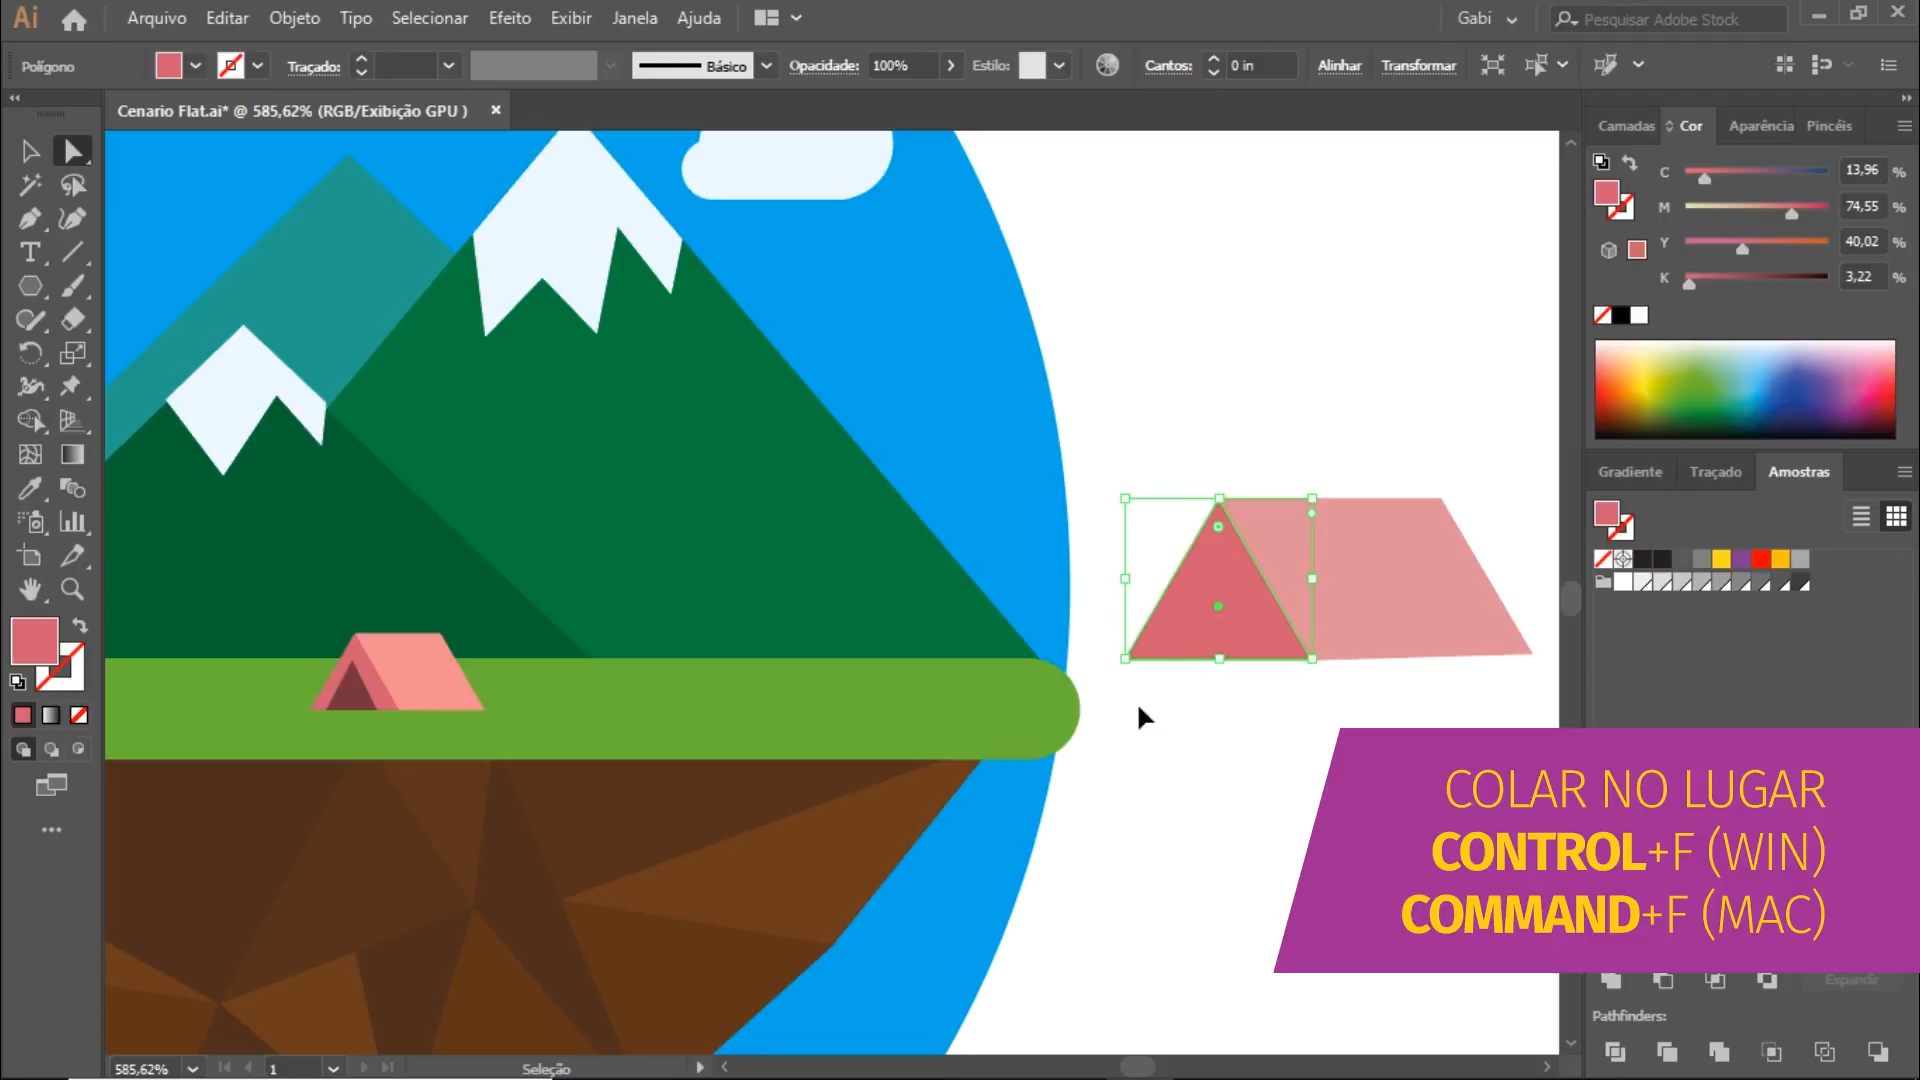 Ai
Arquivo Editar Objeto Tipo Selecionar Efeito Exibir Janela Ajuda
Gabi
Pesquisar Adobe Stock
Polígono
Traçado:
Básico
Opacidade: 100%
Estilo:
Cantos: 0 in
Alinhar
Transformar
Cenario Flat.ai* @ 585,62% (RGB/Exibição GPU )
Camadas Cor Aparência Pincéis
C 13,96 %
M 74,55 %
Y 40,02 %
K 3,22 %
Gradiente Traçado Amostras
COLAR NO LUGAR
CONTROL+F (WIN)
COMMAND+F (MAC)
Expandir
Pathfinders:
585,62% 1 Seleção